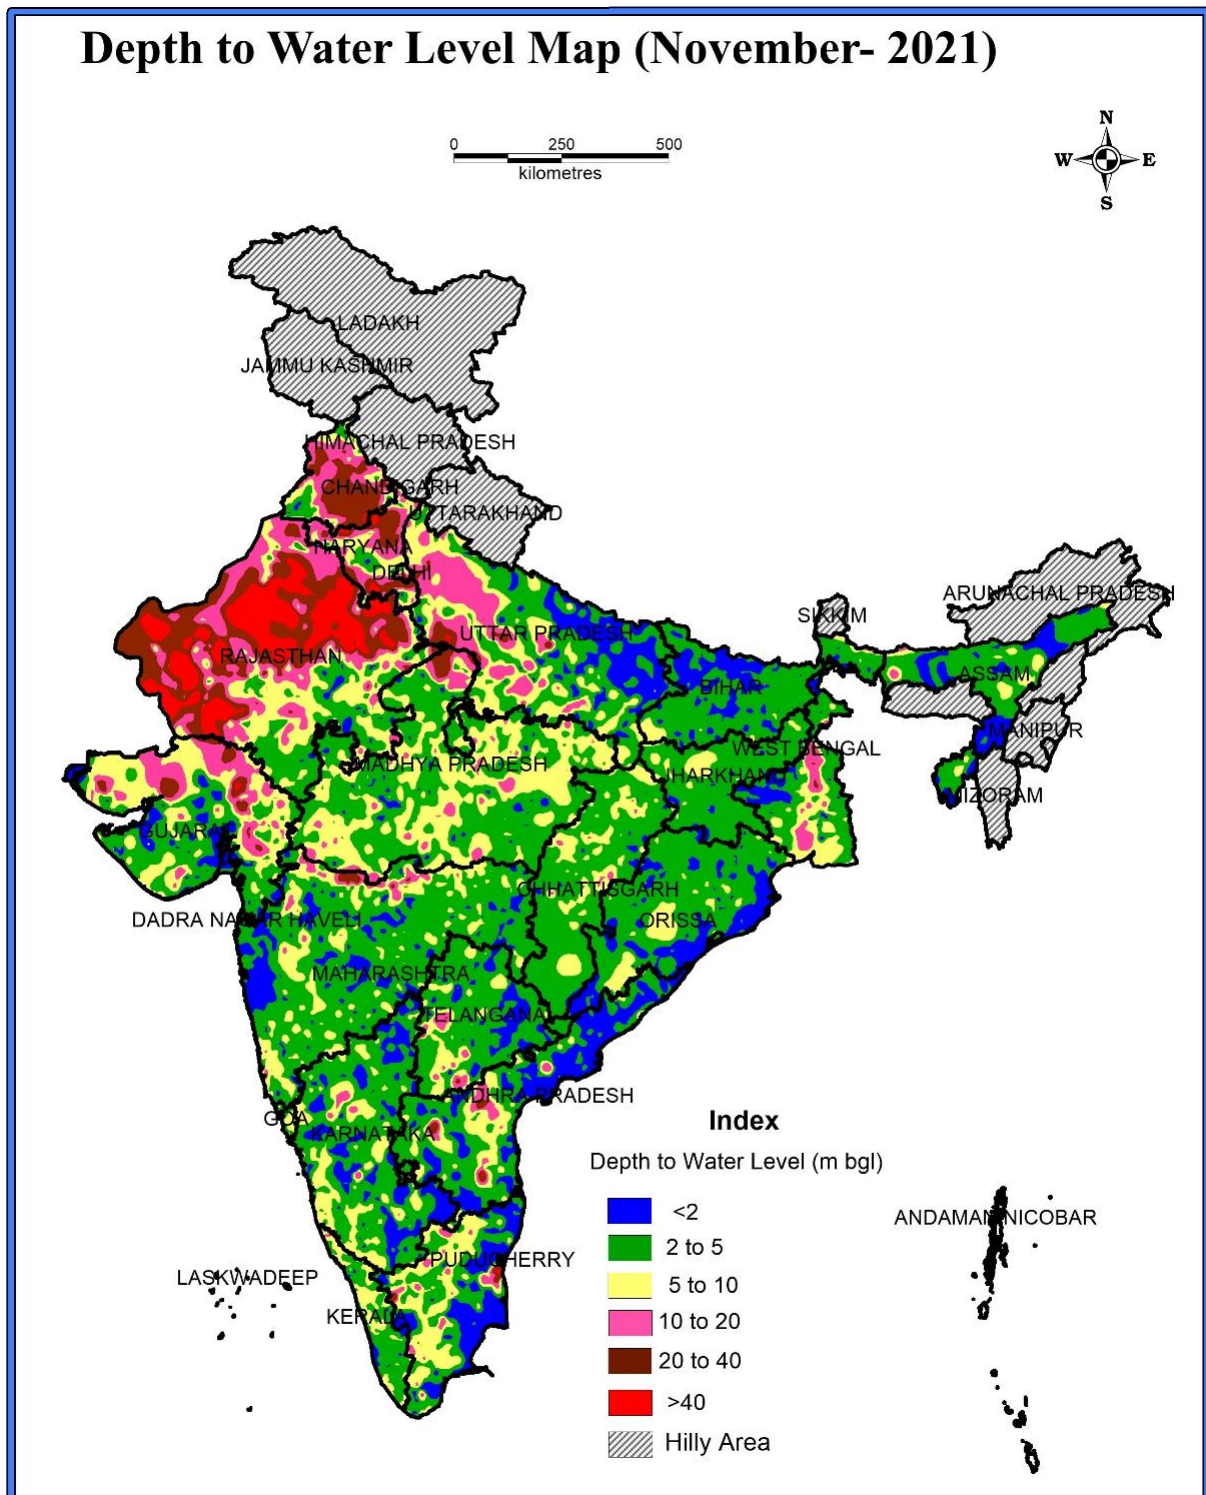 Depth to Water Level Map (November- 2021)
0 250 500
kilometres
N
W E
S
LADAKH
JAMMU KASHMIR
HIMACHAL PRADESH
CHANDIGARH
UTTARAKHAND
NARYANA
DELHI
ARUNACHAL PRADESH
SIKKIM
UTTAR PRADESH
RAJASTHAN
ASSAM
BIHAR
MANIPUR
WEST BENGAL
MADHYA PRADESH
JHARKHAND
MIZORAM
GUJARAT
CHHATTISGARH
DADRA NAGAR HAVELI
ORISSA
MAHARASHTRA
TELANGANA
ANDHRA PRADESH
GOA
KARNATAKA
Index
Depth to Water Level (m bgl)
<2
2 to 5
5 to 10
10 to 20
20 to 40
>40
Hilly Area
ANDAMAN NICOBAR
PUDUCHERRY
LASKWADEEP
KERALA